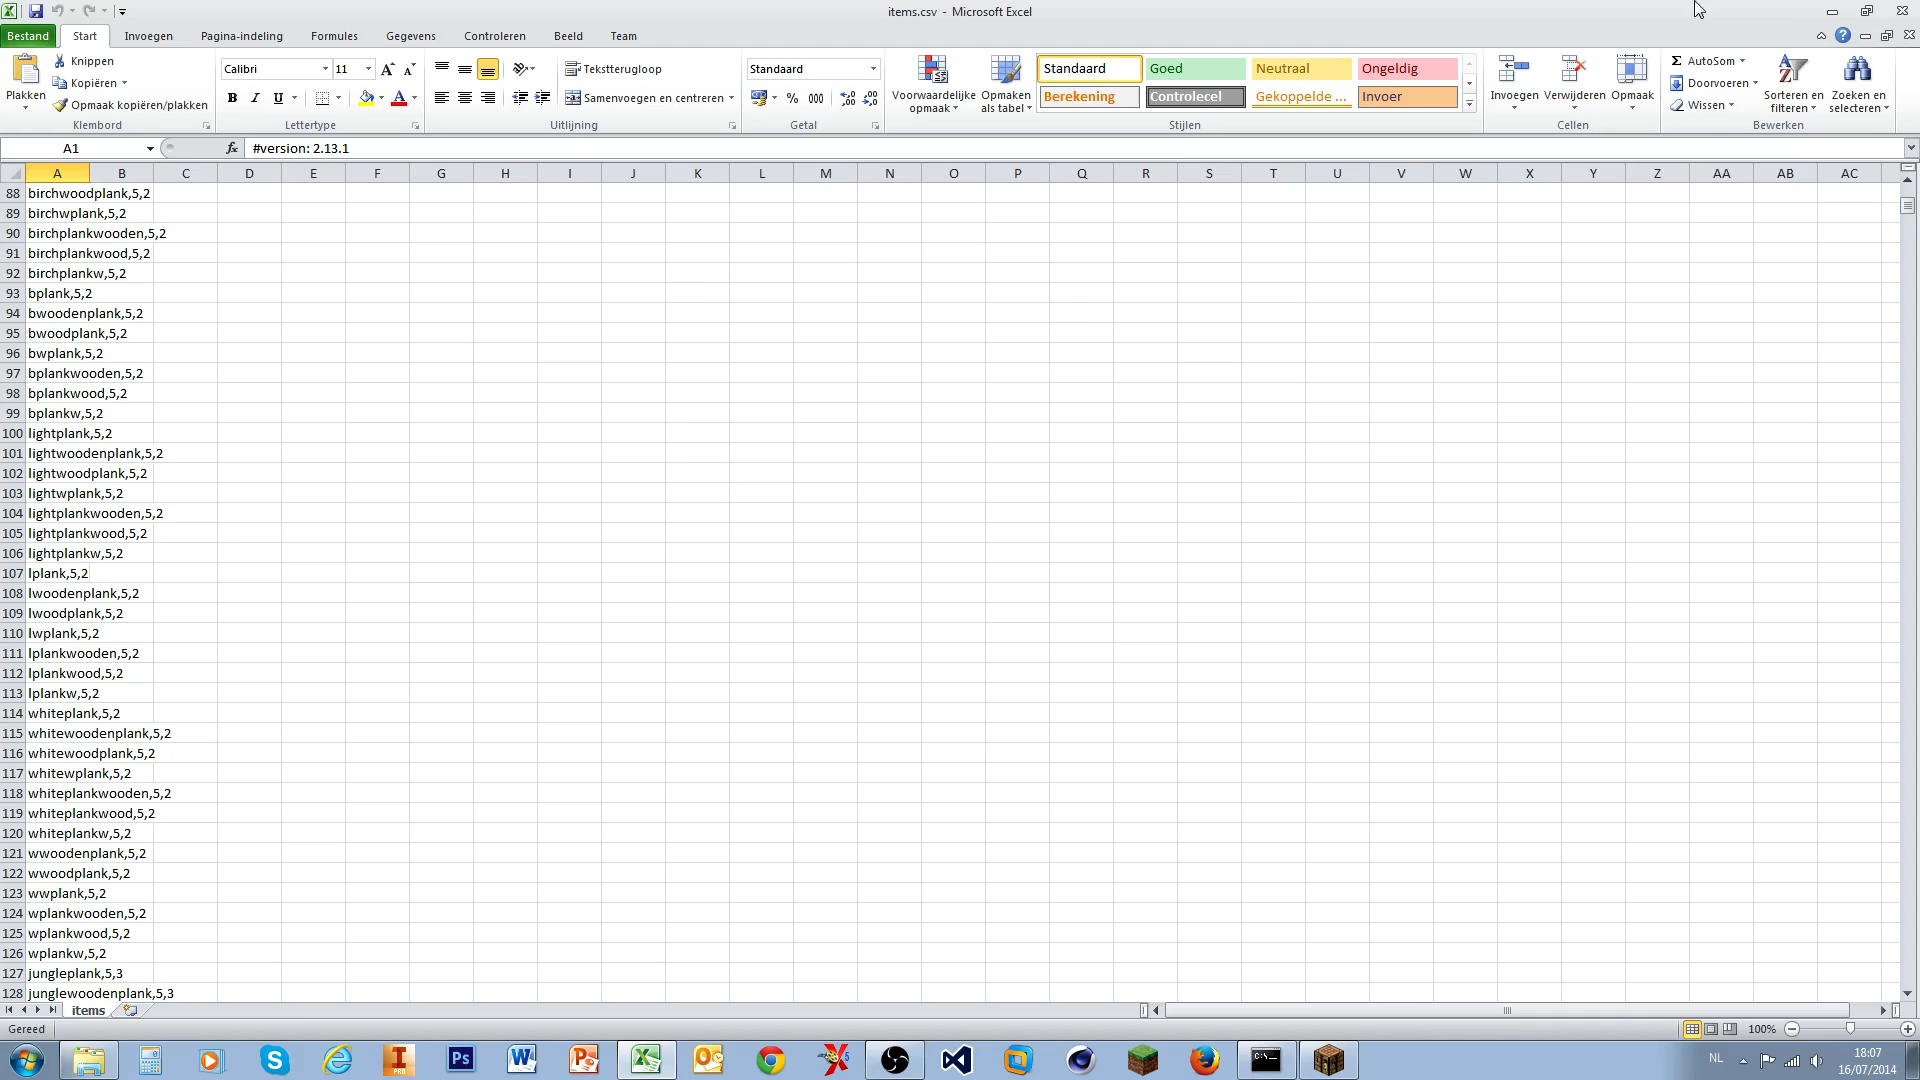 items.csv - Microsoft Excel
Bestand Start Invoegen Pagina-indeling Formules Gegevens Controleren Beeld Team
Plakken
Knippen
Kopiëren
Opmaak kopiëren/plakken
Klembord
Calibri 11
B I U
Lettertype
Tekstterugloop
Samenvoegen en centreren
Uitlijning
Standaard
% 000
Getal
Voorwaardelijke opmaak
Opmaken als tabel
Standaard Goed Neutraal Ongeldig
Berekening Controlecel Gekoppelde ... Invoer
Stijlen
Invoegen Verwijderen Opmaak
Cellen
Σ AutoSom
Doorvoeren
Wissen
Sorteren en filteren
Zoeken en selecteren
Bewerken
A1 fx #version: 2.13.1
A B C D E F G H I J K L M N O P Q R S T U V W X Y Z AA AB AC
88 birchwoodplank,5,2
89 birchwplank,5,2
90 birchplankwooden,5,2
91 birchplankwood,5,2
92 birchplankw,5,2
93 bplank,5,2
94 bwoodenplank,5,2
95 bwoodplank,5,2
96 bwplank,5,2
97 bplankwooden,5,2
98 bplankwood,5,2
99 bplankw,5,2
100 lightplank,5,2
101 lightwoodenplank,5,2
102 lightwoodplank,5,2
103 lightwplank,5,2
104 lightplankwooden,5,2
105 lightplankwood,5,2
106 lightplankw,5,2
107 lplank,5,2
108 lwoodenplank,5,2
109 lwoodplank,5,2
110 lwplank,5,2
111 lplankwooden,5,2
112 lplankwood,5,2
113 lplankw,5,2
114 whiteplank,5,2
115 whitewoodenplank,5,2
116 whitewoodplank,5,2
117 whitewplank,5,2
118 whiteplankwooden,5,2
119 whiteplankwood,5,2
120 whiteplankw,5,2
121 wwoodenplank,5,2
122 wwoodplank,5,2
123 wwplank,5,2
124 wplankwooden,5,2
125 wplankwood,5,2
126 wplankw,5,2
127 jungleplank,5,3
128 junglewoodenplank,5,3
items
Gereed 100%
NL 18:07
16/07/2014